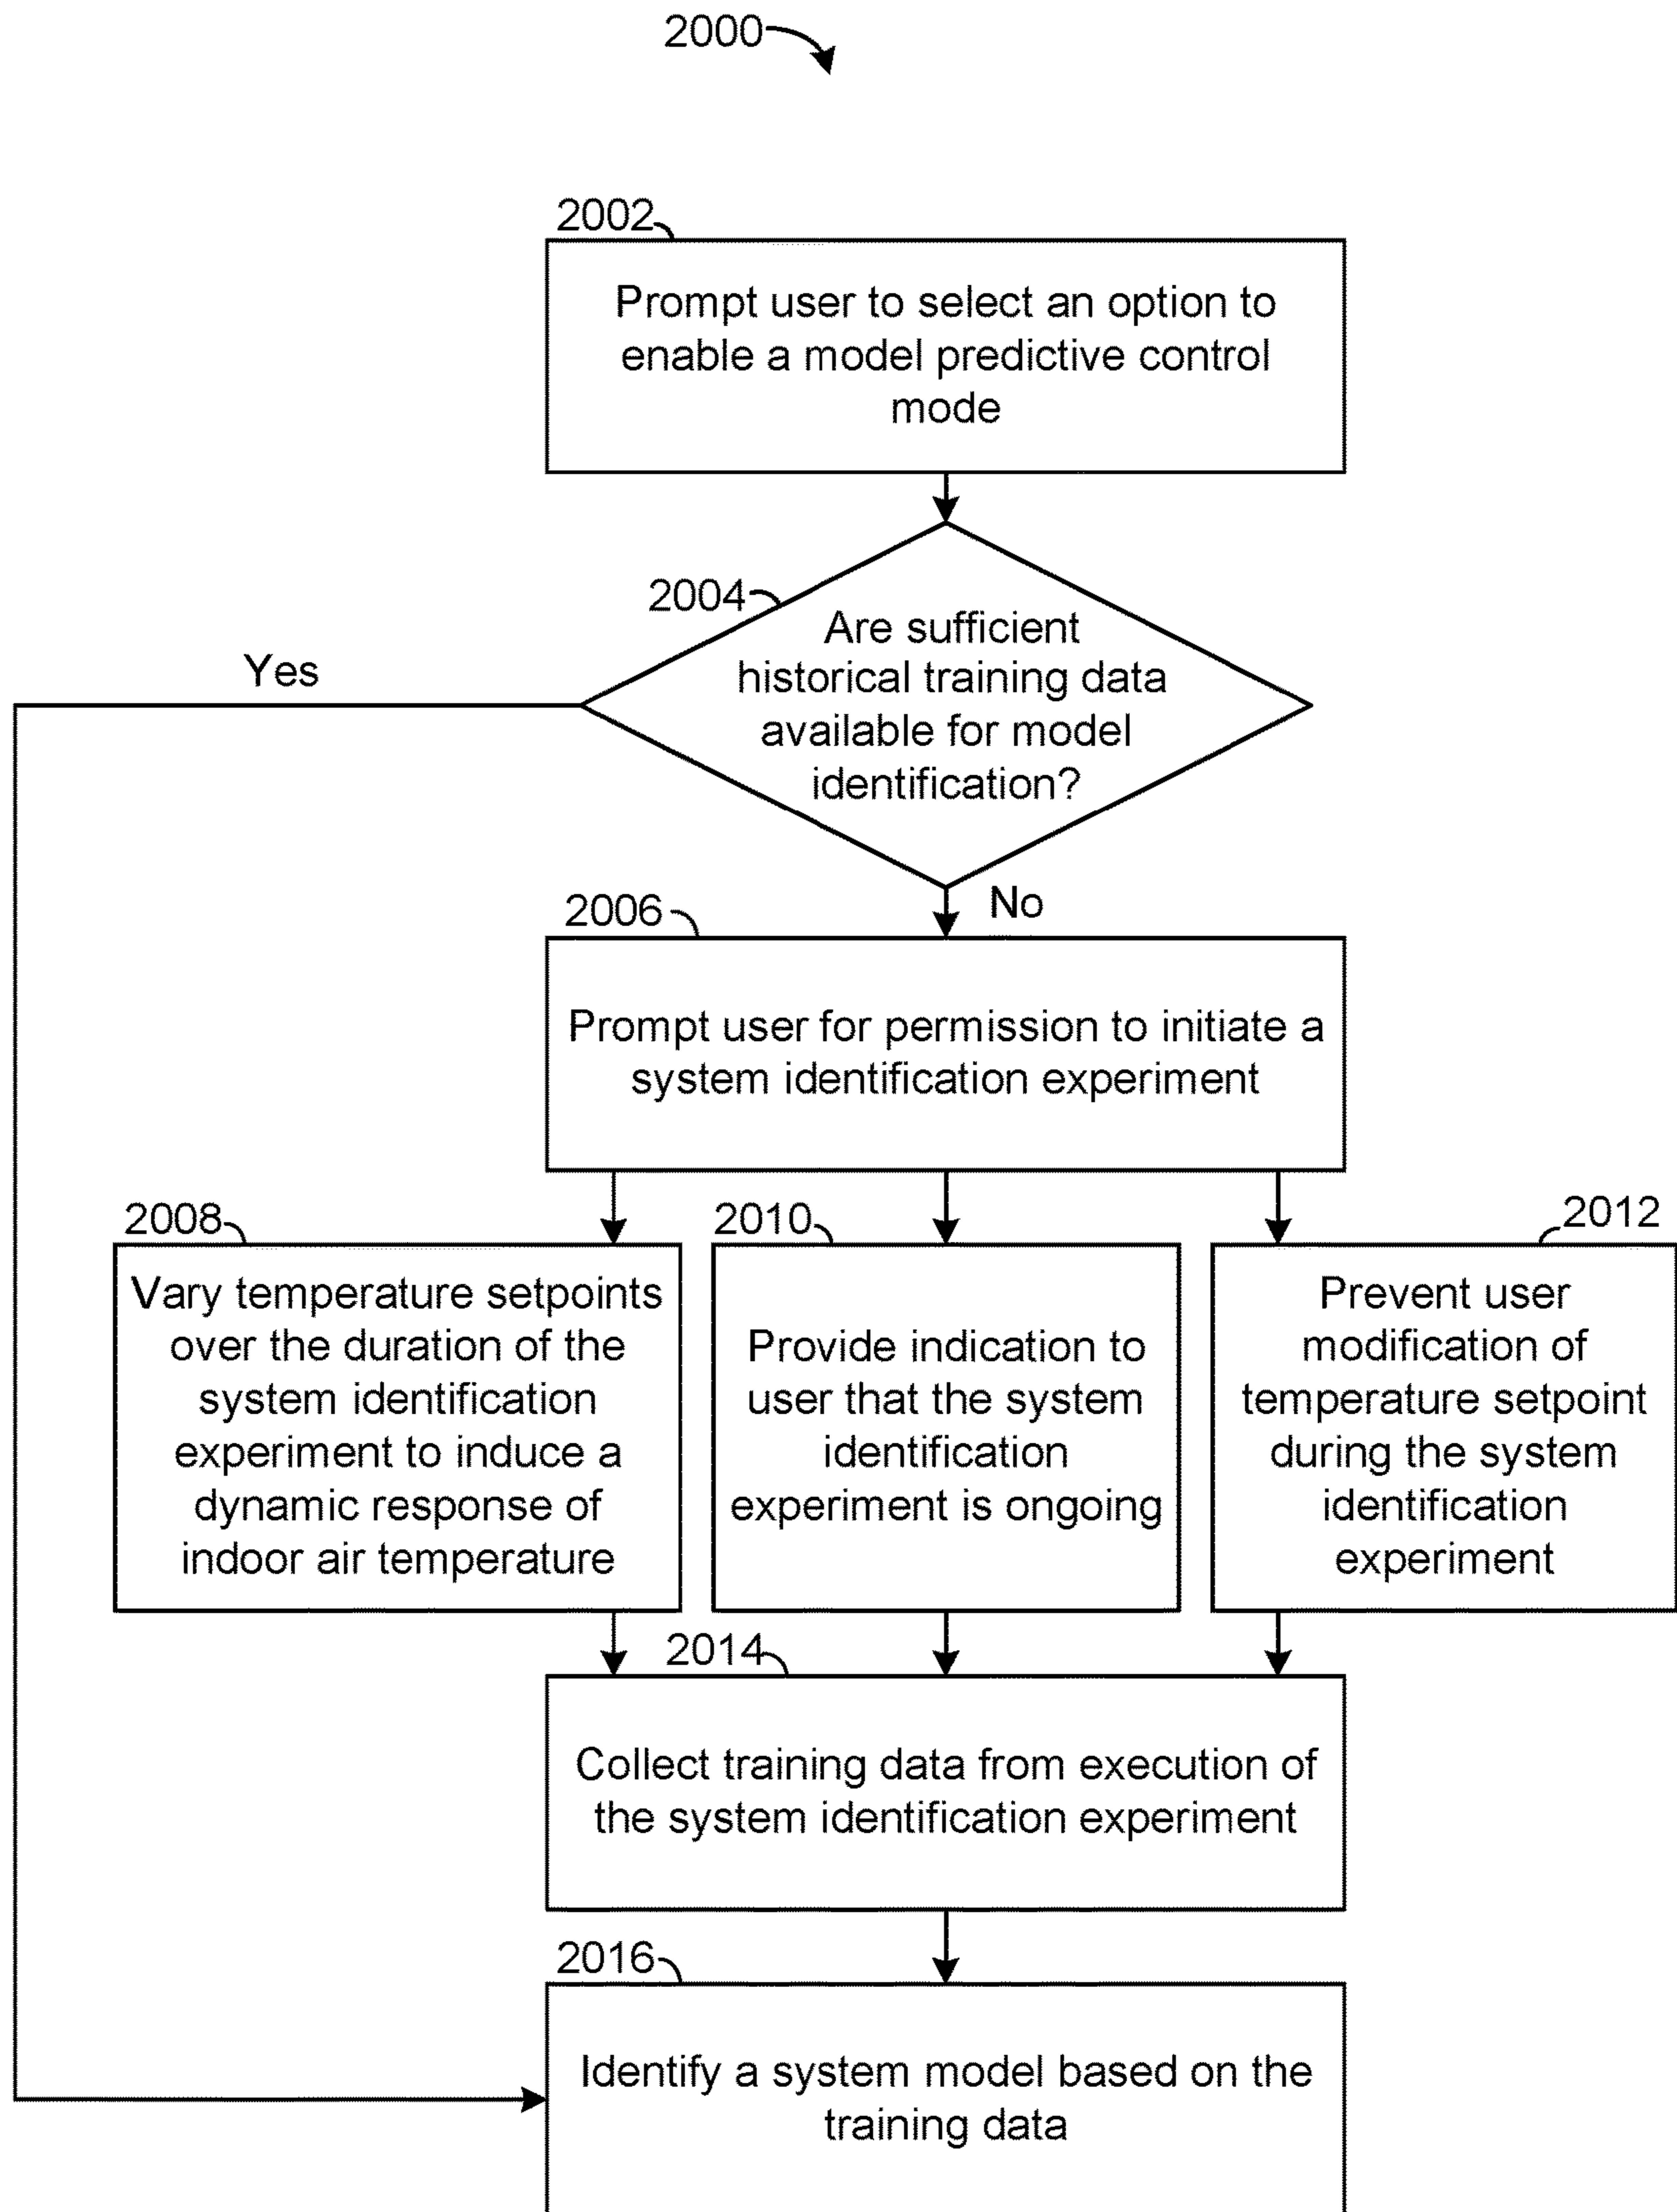 2000
2002
Prompt user to select an option to
enable a model predictive control
mode
2004
Are sufficient
historical training data
available for model
identification?
Yes
No
2006
Prompt user for permission to initiate a
system identification experiment
2008
Vary temperature setpoints
over the duration of the
system identification
experiment to induce a
dynamic response of
indoor air temperature
2010
Provide indication to
user that the system
identification
experiment is ongoing
2012
Prevent user
modification of
temperature setpoint
during the system
identification
experiment
2014
Collect training data from execution of
the system identification experiment
2016
Identify a system model based on the
training data